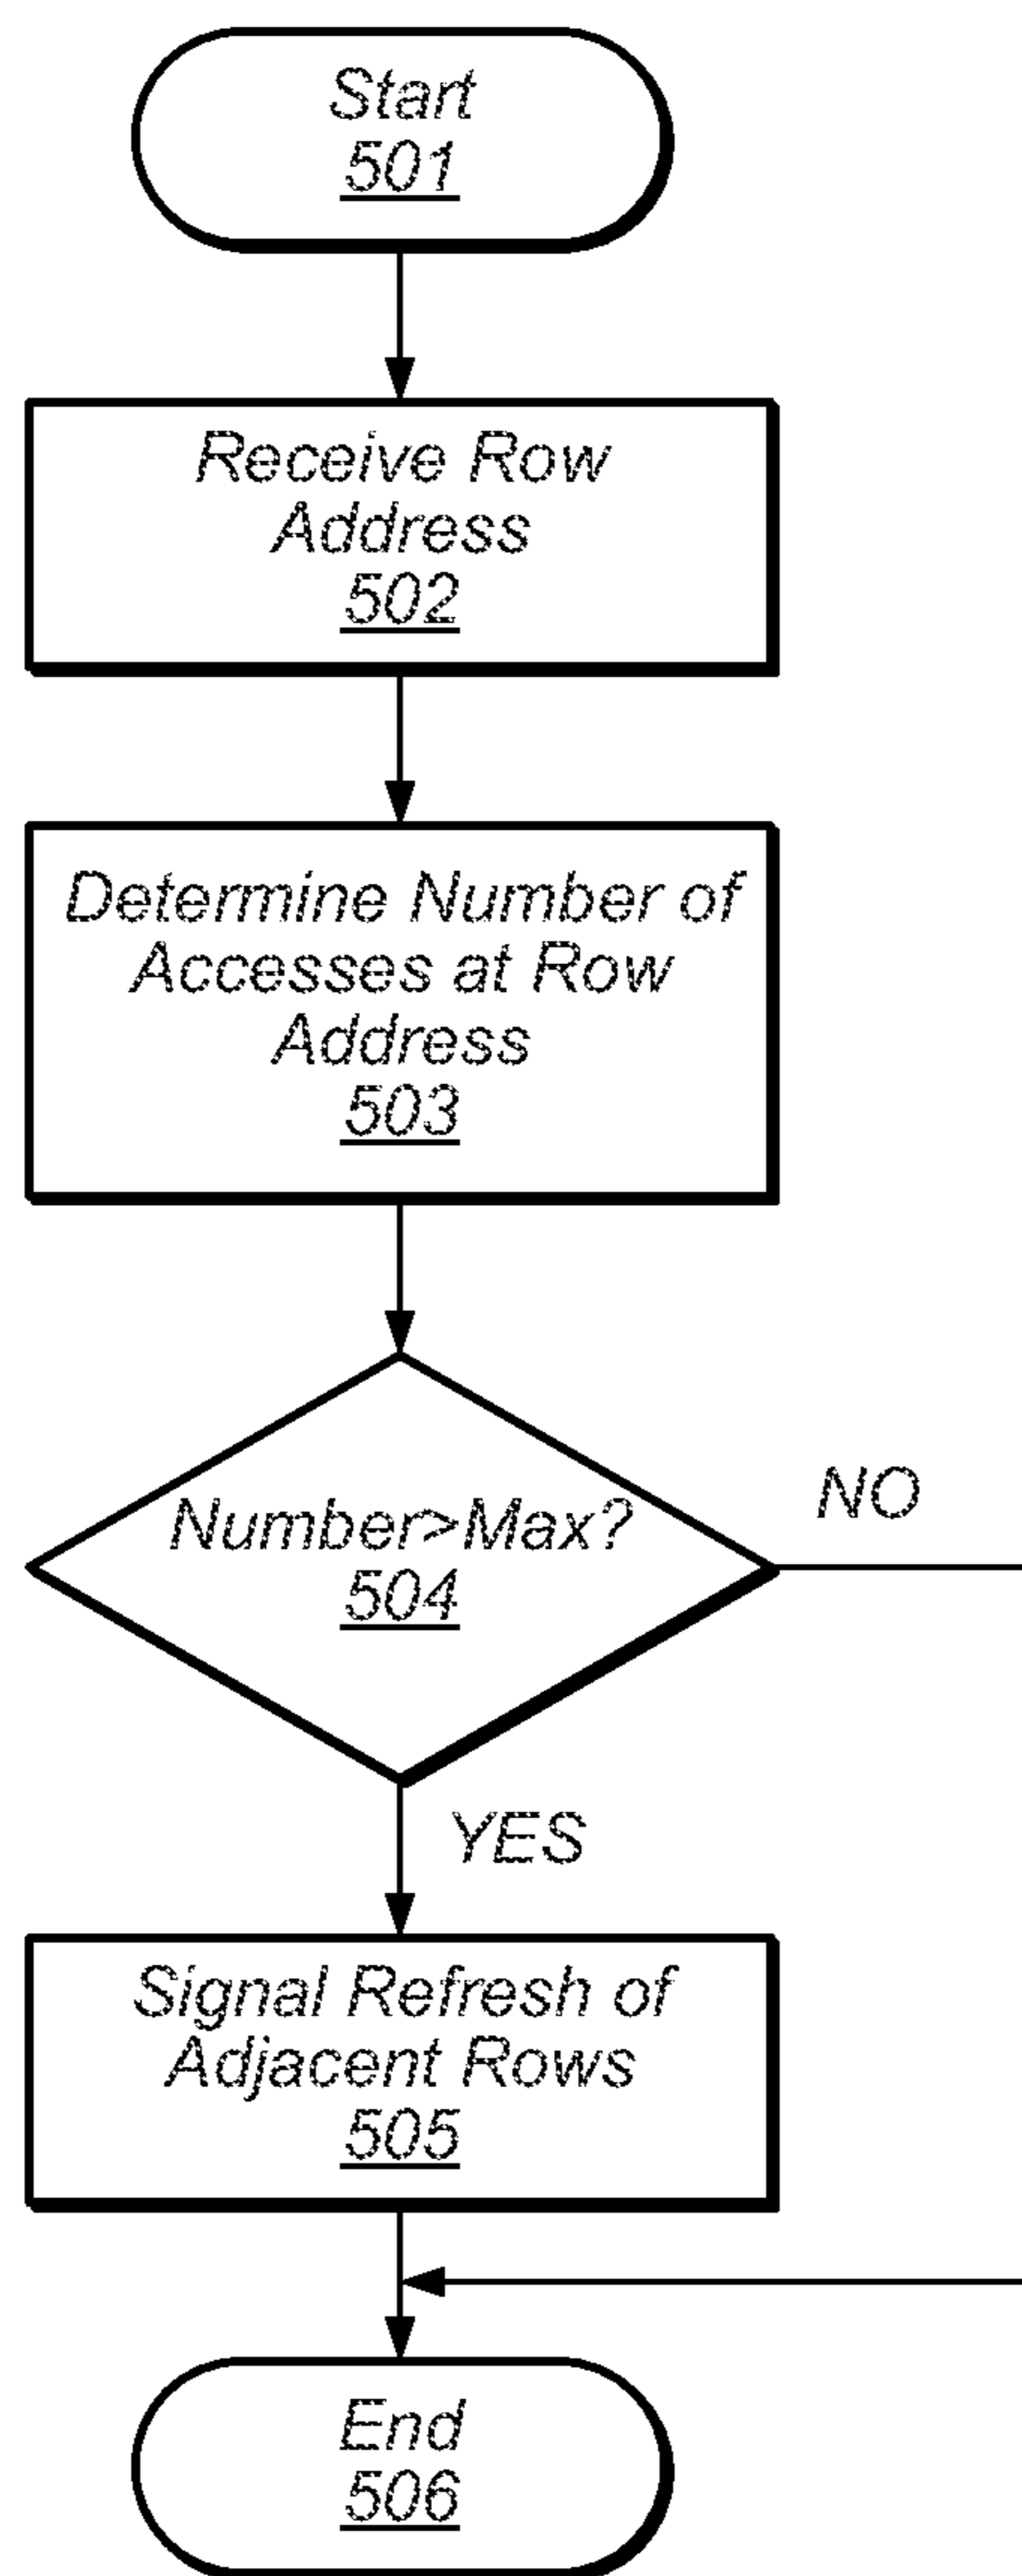 Start
501
Receive Row
Address
502
Determine Number of
Accesses at Row
Address
503
Number>Max?
504
NO
YES
Signal Refresh of
Adjacent Rows
505
End
506